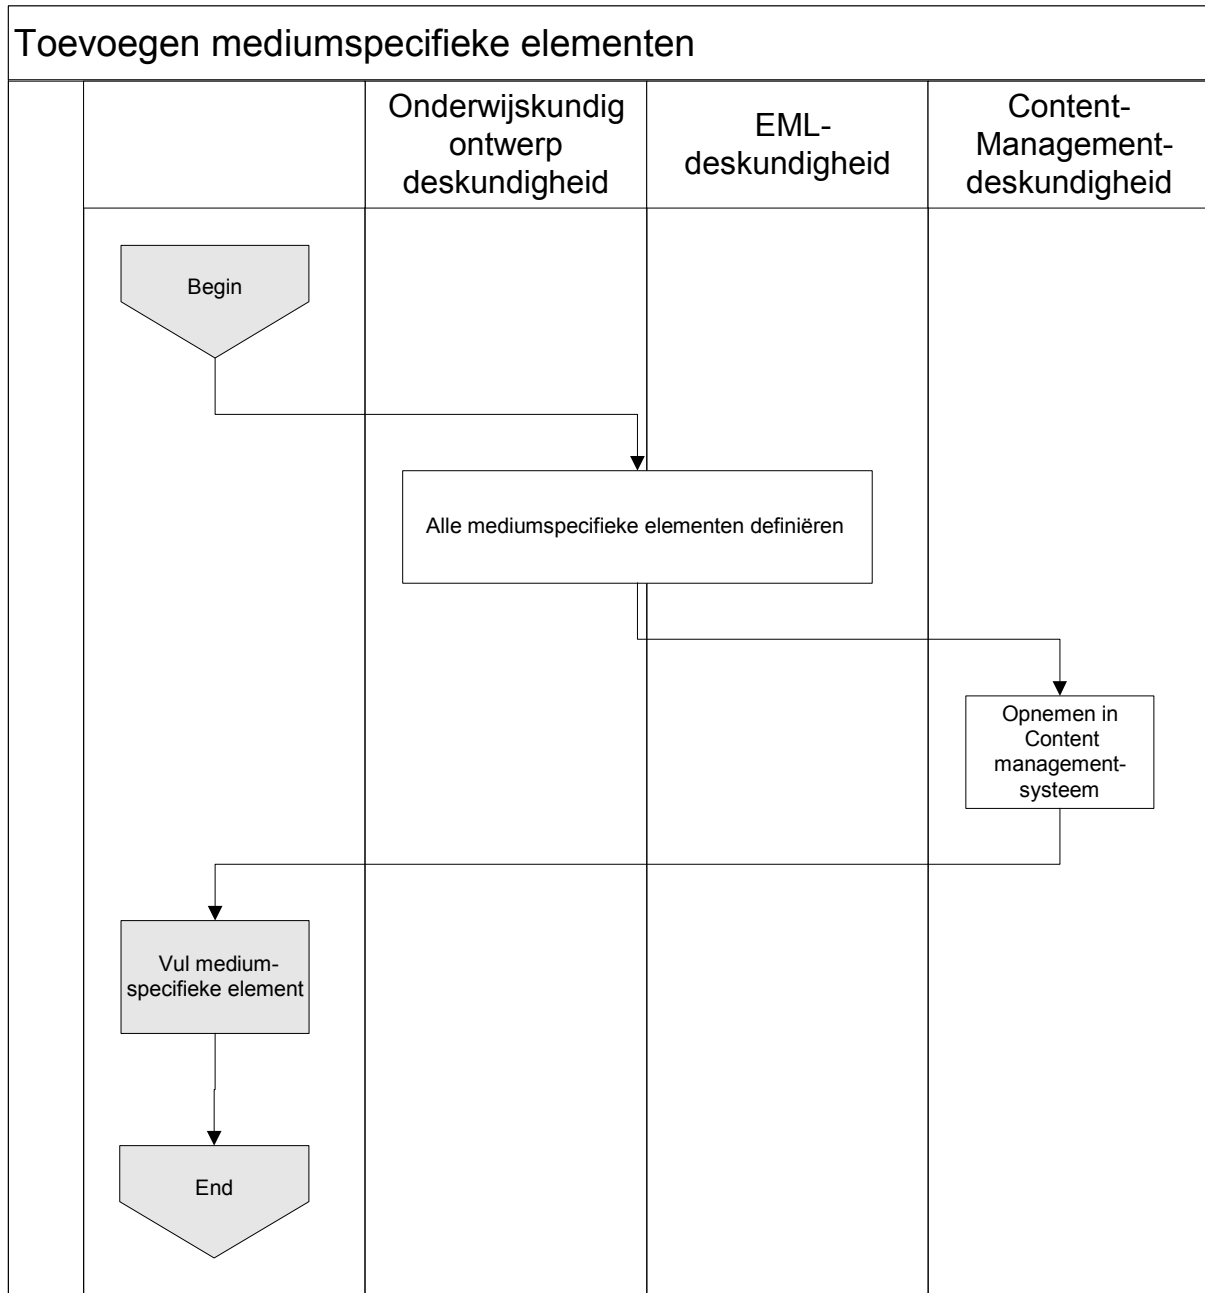 Toevoegen mediumspecifieke elementen
Onderwijskundig
ontwerp
deskundigheid
EML-
deskundigheid
Content-
Management-
deskundigheid
Begin
Alle mediumspecifieke elementen definiëren
Opnemen in
Content
management-
systeem
Vul medium-
specifieke element
End